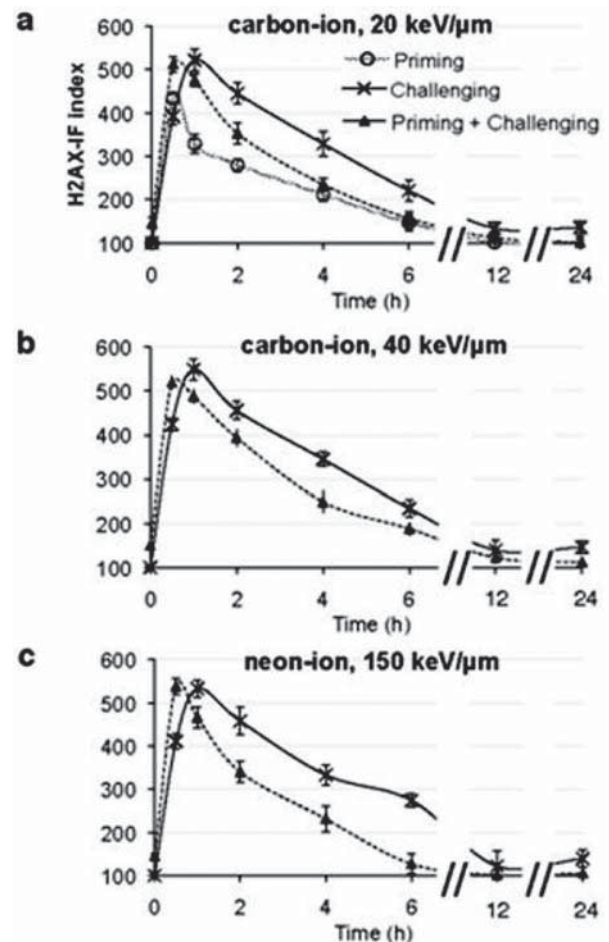 a
carbon-ion, 20 keV/µm
600
500
400
300
200
100
H2AX-IF index
Priming
Challenging
Priming + Challenging
0 2 4 6 12 24
Time (h)
b
carbon-ion, 40 keV/µm
600
500
400
300
200
100
0 2 4 6 12 24
Time (h)
c
neon-ion, 150 keV/µm
600
500
400
300
200
100
0 2 4 6 12 24
Time (h)